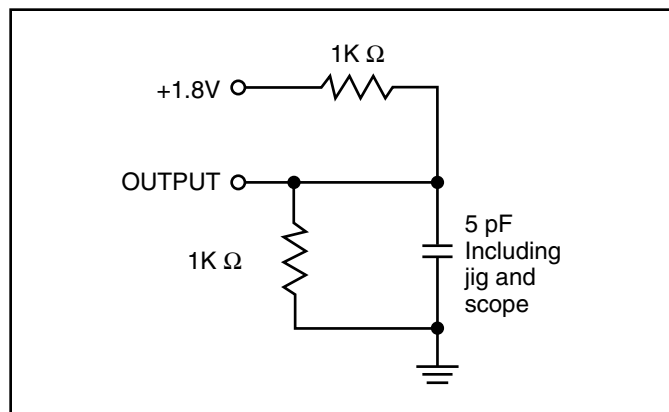 1K Ω
+1.8V
OUTPUT
1K Ω
5 pF
Including
jig and
scope